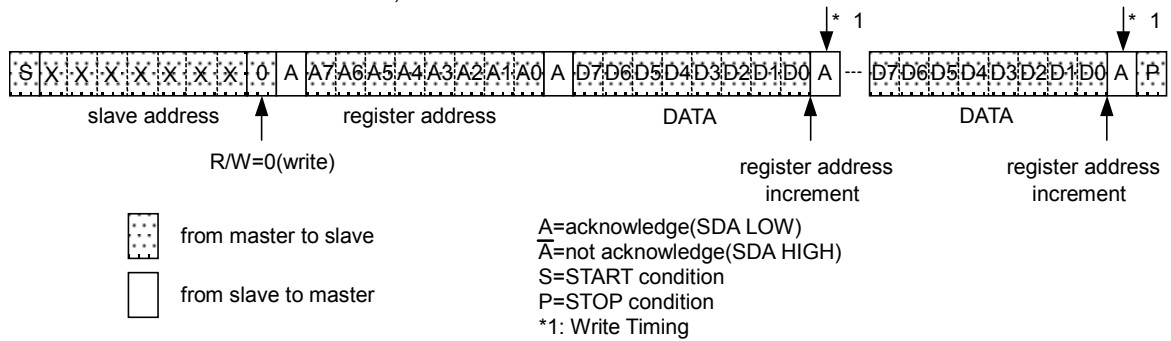 * 1 * 1
S X X X X X X X 0 A A7 A6 A5 A4 A3 A2 A1 A0 A D7 D6 D5 D4 D3 D2 D1 D0 A --- D7 D6 D5 D4 D3 D2 D1 D0 A P
slave address register address DATA DATA
R/W=0(write)
register address
increment
register address
increment
from master to slave
from slave to master
A=acknowledge(SDA LOW)
A̅=not acknowledge(SDA HIGH)
S=START condition
P=STOP condition
*1: Write Timing